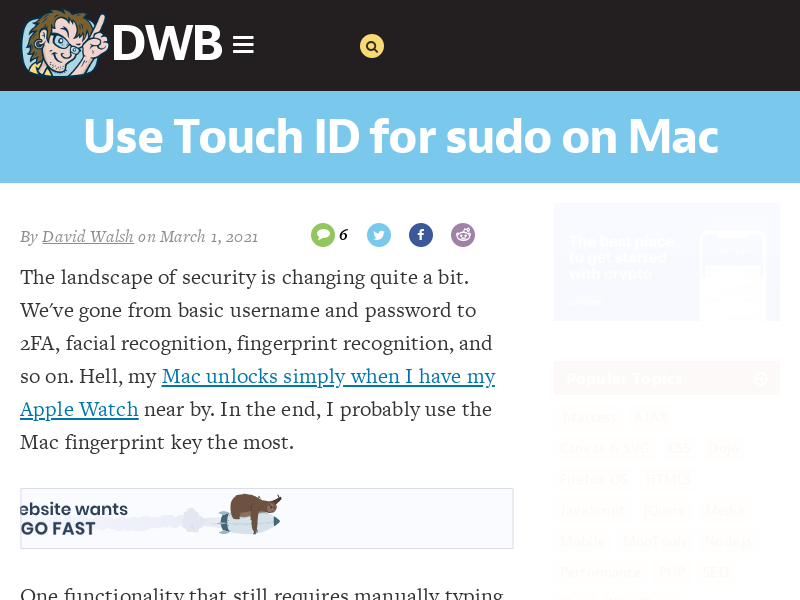 DWB
Use Touch ID for sudo on Mac
By David Walsh on March 1, 2021
6
The landscape of security is changing quite a bit.
We've gone from basic username and password to
2FA, facial recognition, fingerprint recognition, and
so on. Hell, my Mac unlocks simply when I have my
Apple Watch near by. In the end, I probably use the
Mac fingerprint key the most.
ebsite wants
GO FAST
One functionality that still requires manually typing
The best place
to get started
with crypto
Popular Topics
AJAX
Canvas & SVG CSS Dojo
Firefox OS HTML5
JavaScript jQuery Media
Mobile MooTools Node.js
Performance PHP SEO